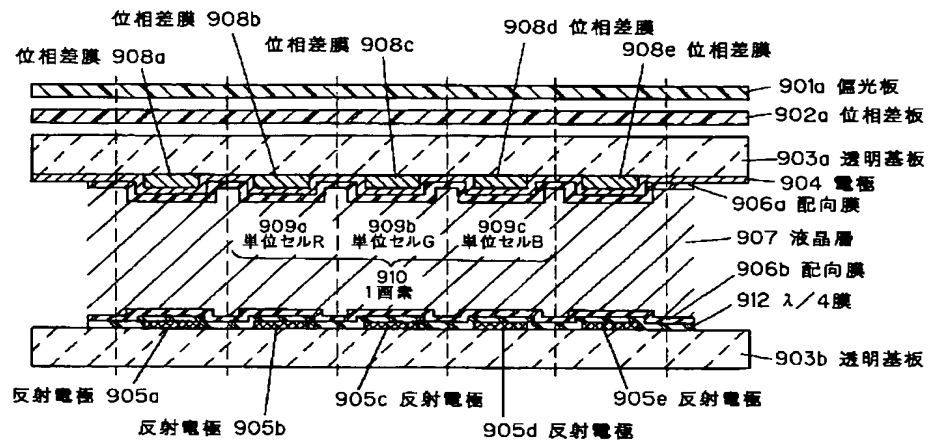 位相差膜 908b
位相差膜 908c
908d 位相差膜
位相差膜 908a
908e 位相差膜
901a 偏光板
902a 位相差板
903a 透明基板
904 電極
906a 配向膜
909a
単位セルR
909b
単位セルG
909c
単位セルB
907 液晶層
910
1画素
906b 配向膜
912 λ/4膜
903b 透明基板
反射電極 905a
反射電極 905b
905c 反射電極
905d 反射電極
905e 反射電極